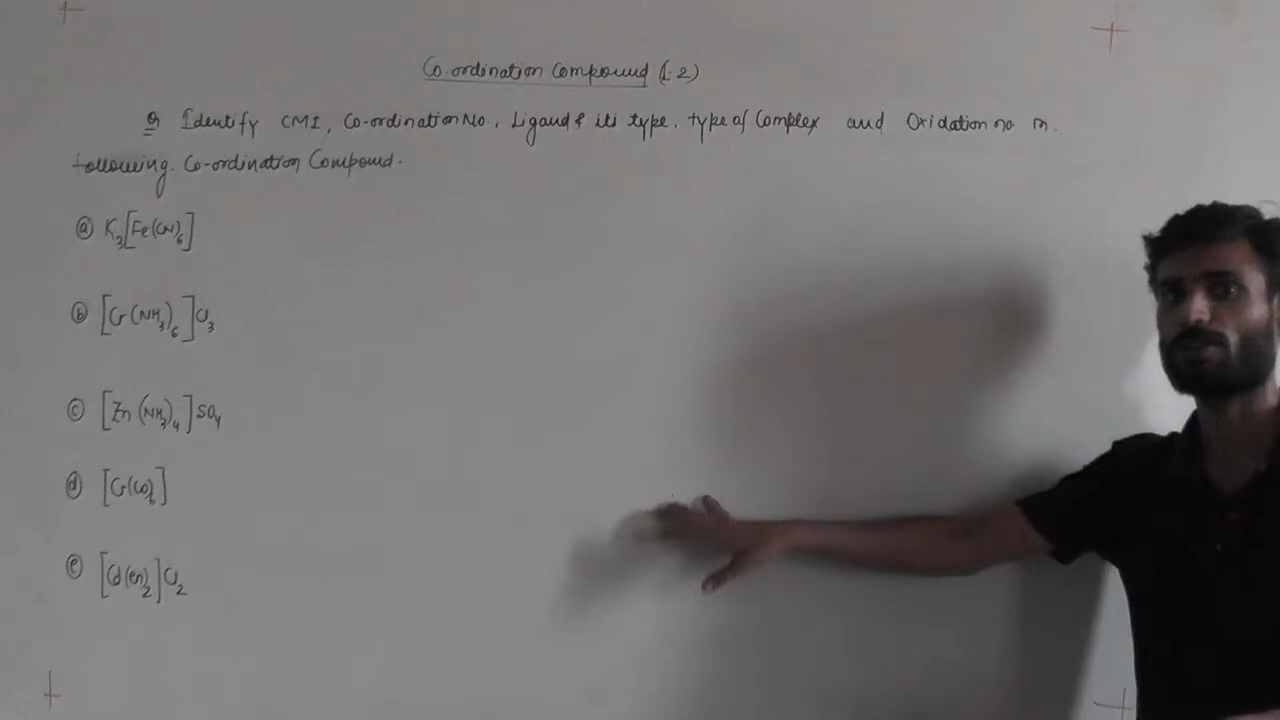 Co-ordination Compound (1.2)
Q Identify CMI, Co-ordination No., Ligand & its type, type of Complex and Oxidation no in
following Co-ordination Compound.
(a) K₃[Fe(CN)₆]
(b) [Cr(NH₃)₆]Cl₃
(c) [Zn(NH₃)₄]SO₄
(d) [Cr(CO)₆]
(e) [Cd(en)₂]Cl₂